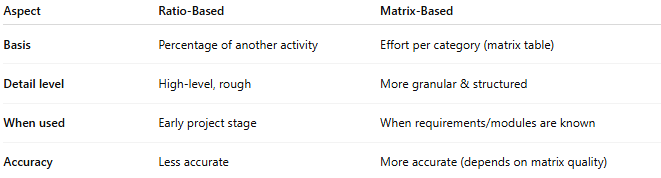 Aspect Ratio-Based Matrix-Based
Basis Percentage of another activity Effort per category (matrix table)
Detail level High-level, rough More granular & structured
When used Early project stage When requirements/modules are known
Accuracy Less accurate More accurate (depends on matrix quality)